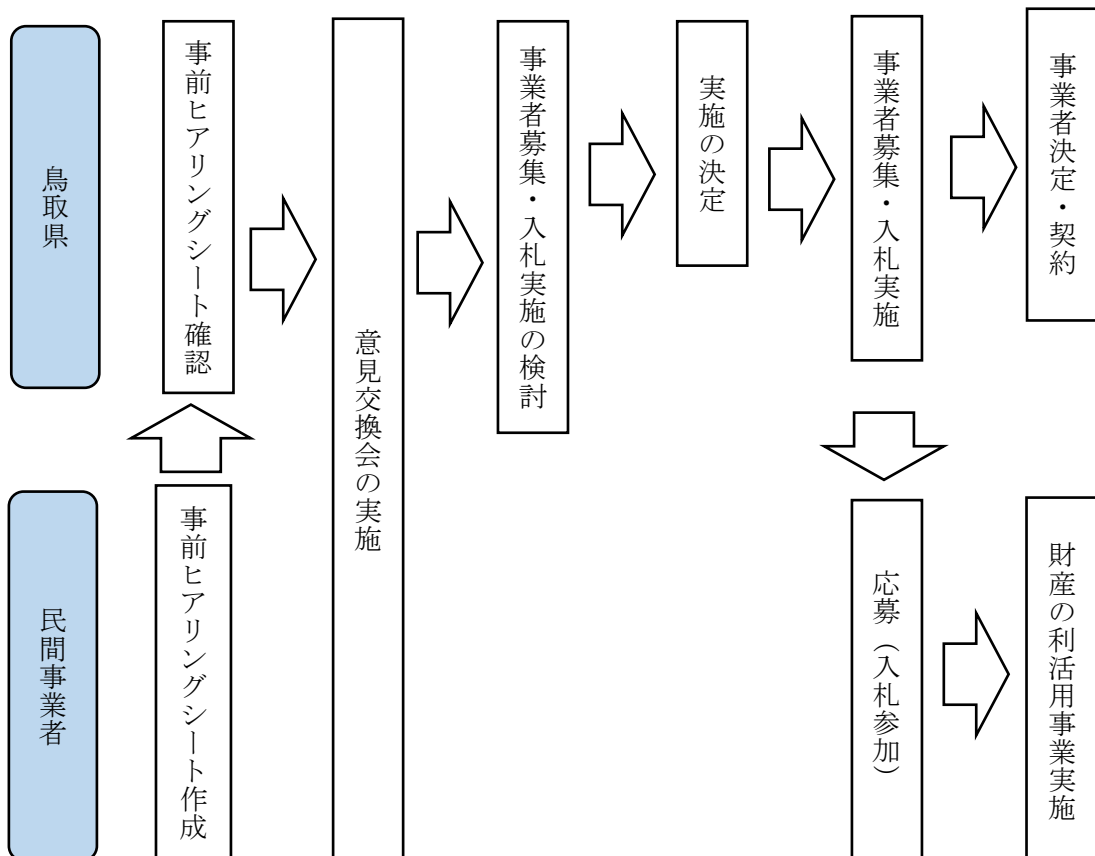 鳥取県
事前ヒアリングシート確認
意見交換会の実施
事業者募集・入札実施の検討
実施の決定
事業者募集・入札実施
事業者決定・契約
民間事業者
事前ヒアリングシート作成
応募（入札参加）
財産の利活用事業実施